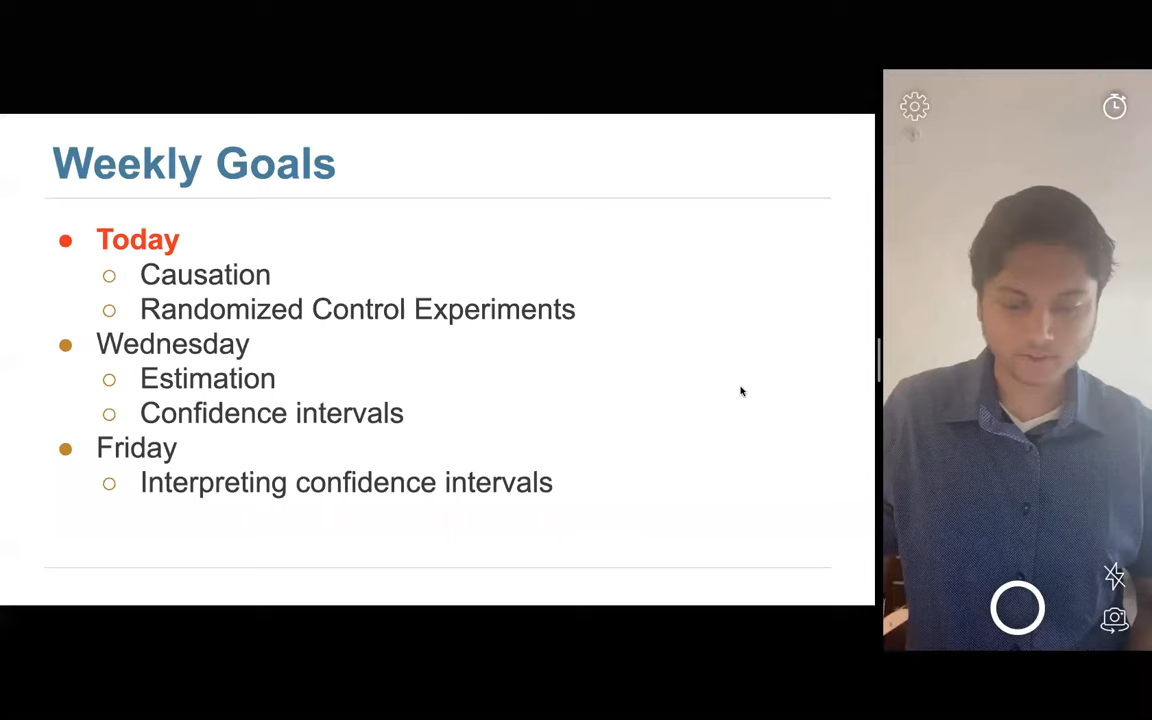 Weekly Goals
Today
Causation
Randomized Control Experiments
Wednesday
Estimation
Confidence intervals
Friday
Interpreting confidence intervals